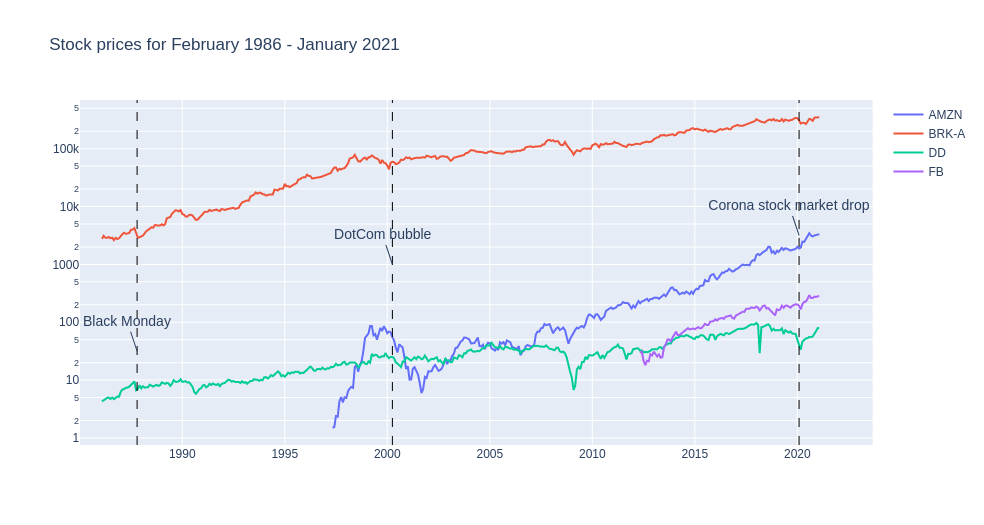 Stock prices for February 1986 - January 2021
5
2
100k
5
2
10k
5
2
1000
5
2
100
5
2
10
5
2
1
1990
1995
2000
2005
2010
2015
2020
Black Monday
DotCom bubble
Corona stock market drop
AMZN
BRK-A
DD
FB